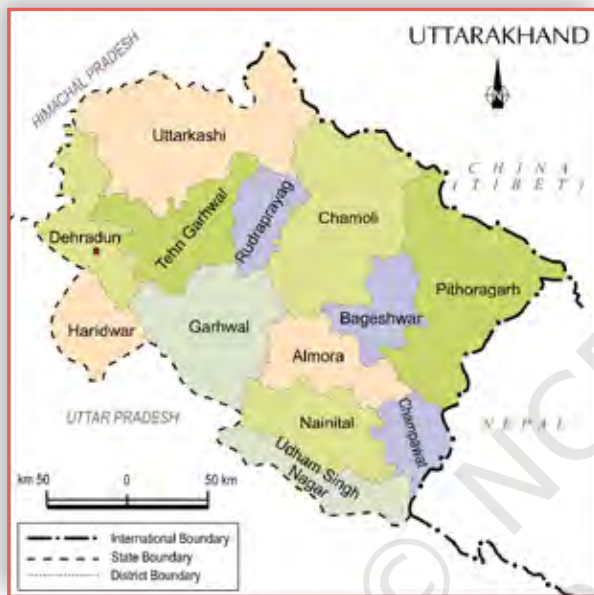 UTTARAKHAND
HIMACHAL PRADESH
N
Uttarkashi
CHINA
(TIBET)
Chamoli
Rudraprayag
Tehri Garhwal
Dehradun
Pithoragarh
Bageshwar
Haridwar
Garhwal
Almora
UTTAR PRADESH
Nainital
Champawat
NEPAL
Udham Singh
Nagar
km 50 0 50 km
International Boundary
State Boundary
District Boundary